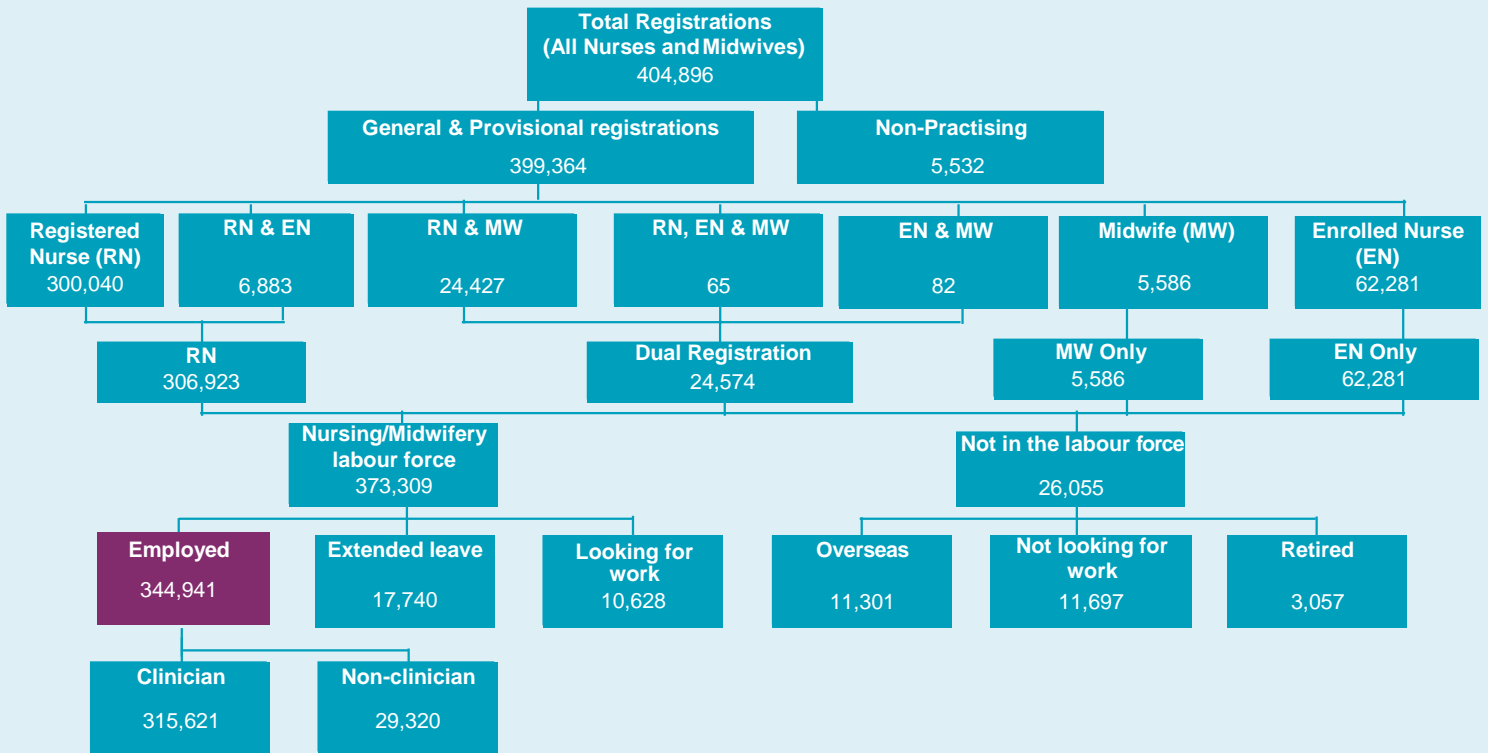 Total Registrations
(All Nurses and Midwives)
404,896
General & Provisional registrations
399,364
Non-Practising
5,532
Registered
Nurse (RN)
300,040
RN & EN
6,883
RN & MW
24,427
RN, EN & MW
65
EN & MW
82
Midwife (MW)
5,586
Enrolled Nurse
(EN)
62,281
RN
306,923
Dual Registration
24,574
MW Only
5,586
EN Only
62,281
Nursing/Midwifery
labour force
373,309
Not in the labour force
26,055
Employed
344,941
Extended leave
17,740
Looking for
work
10,628
Overseas
11,301
Not looking for
work
11,697
Retired
3,057
Clinician
315,621
Non-clinician
29,320